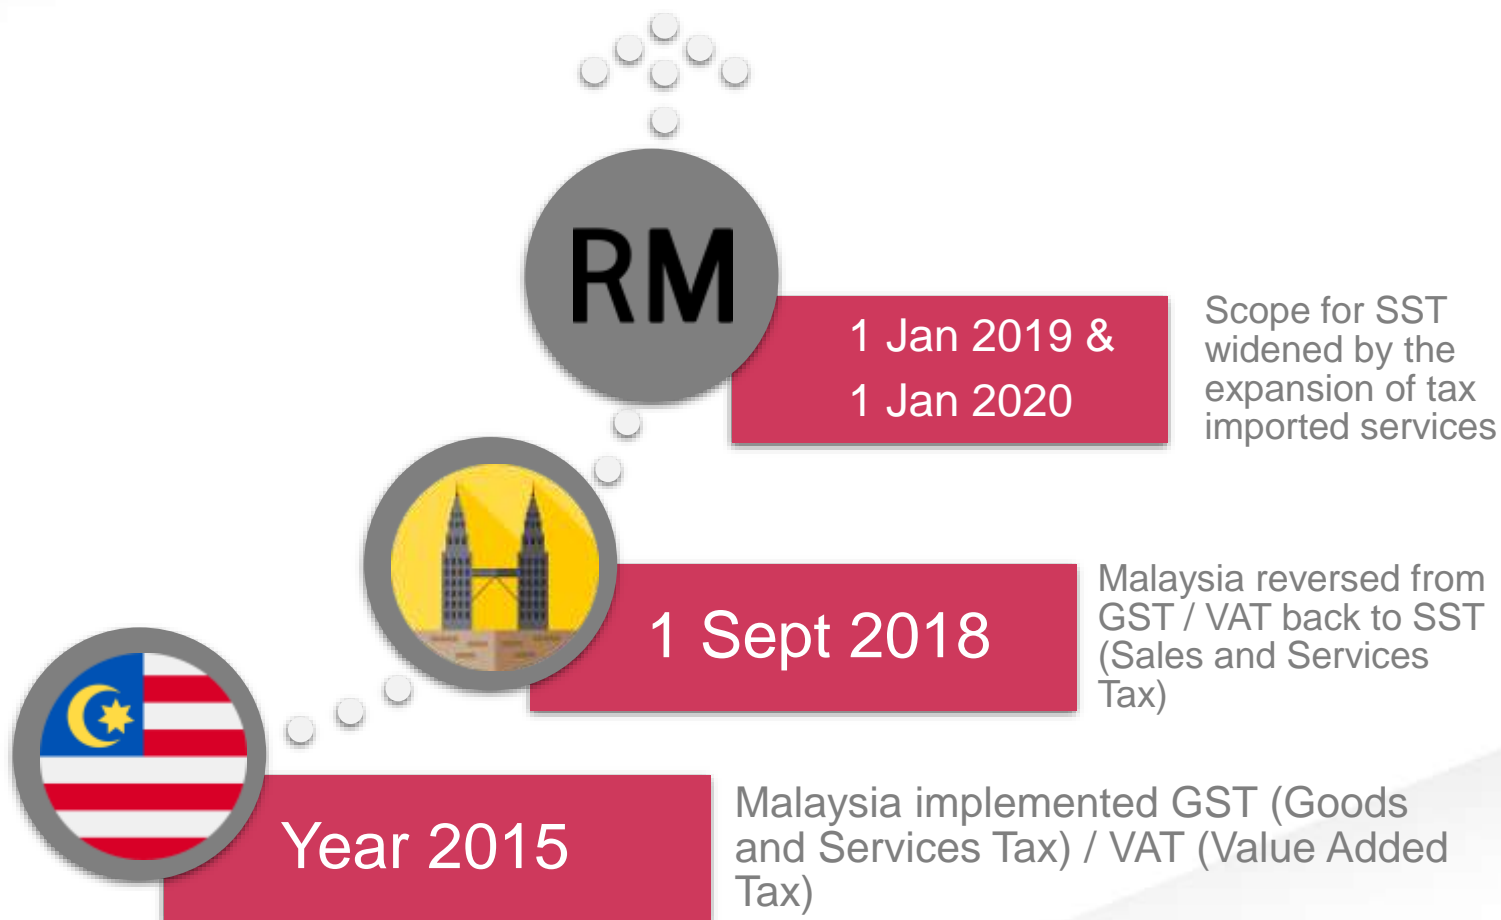 RM
1 Jan 2019 &
1 Jan 2020
Scope for SST
widened by the
expansion of tax
imported services
1 Sept 2018
Malaysia reversed from
GST / VAT back to SST
(Sales and Services
Tax)
Year 2015
Malaysia implemented GST (Goods
and Services Tax) / VAT (Value Added
Tax)